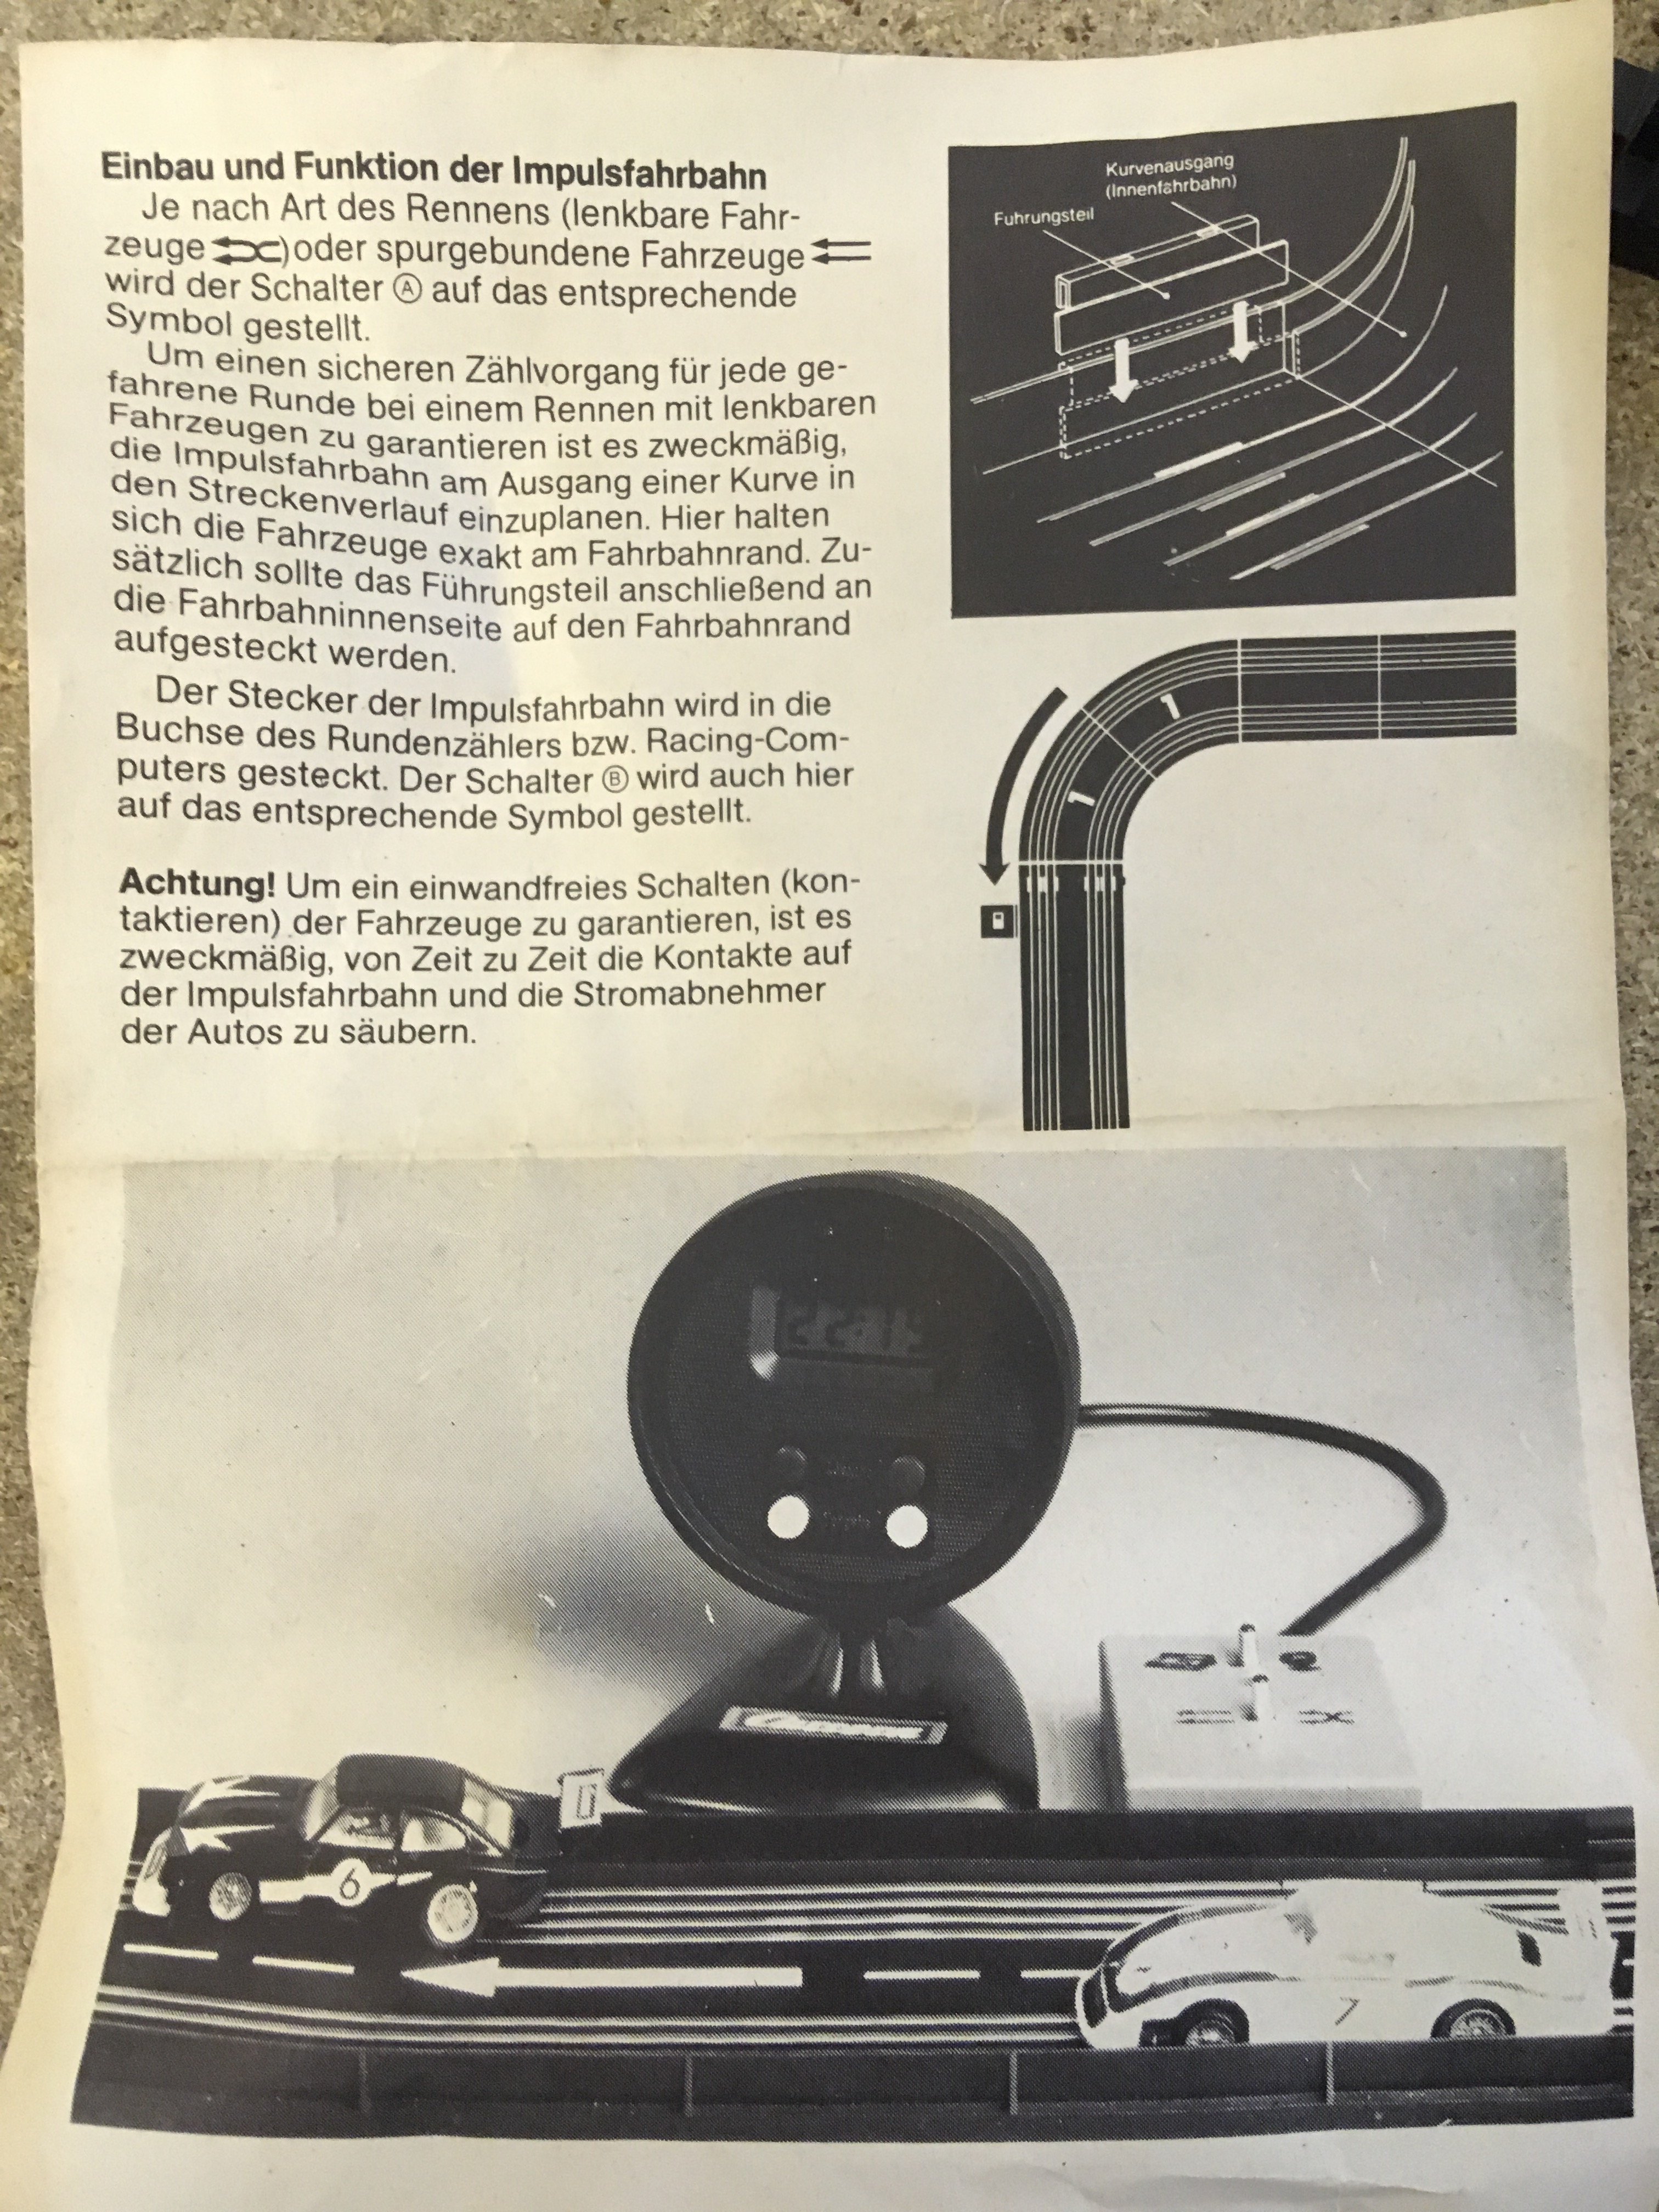 Einbau und Funktion der Impulsfahrbahn
Je nach Art des Rennens (lenkbare Fahr-
zeuge ) oder spurgebundene Fahrzeuge
wird der Schalter Ⓐ auf das entsprechende
Symbol gestellt.
Um einen sicheren Zählvorgang für jede ge-
fahrene Runde bei einem Rennen mit lenkbaren
Fahrzeugen zu garantieren ist es zweckmäßig,
die Impulsfahrbahn am Ausgang einer Kurve in
den Streckenverlauf einzuplanen. Hier halten
sich die Fahrzeuge exakt am Fahrbahnrand. Zu-
sätzlich sollte das Führungsteil anschließend an
die Fahrbahninnenseite auf den Fahrbahnrand
aufgesteckt werden.
Der Stecker der Impulsfahrbahn wird in die
Buchse des Rundenzählers bzw. Racing-Com-
puters gesteckt. Der Schalter Ⓑ wird auch hier
auf das entsprechende Symbol gestellt.
Achtung! Um ein einwandfreies Schalten (kon-
taktieren) der Fahrzeuge zu garantieren, ist es
zweckmäßig, von Zeit zu Zeit die Kontakte auf
der Impulsfahrbahn und die Stromabnehmer
der Autos zu säubern.
Kurvenausgang
(Innenfahrbahn)
Führungsteil
1
1
Carrera
6
7